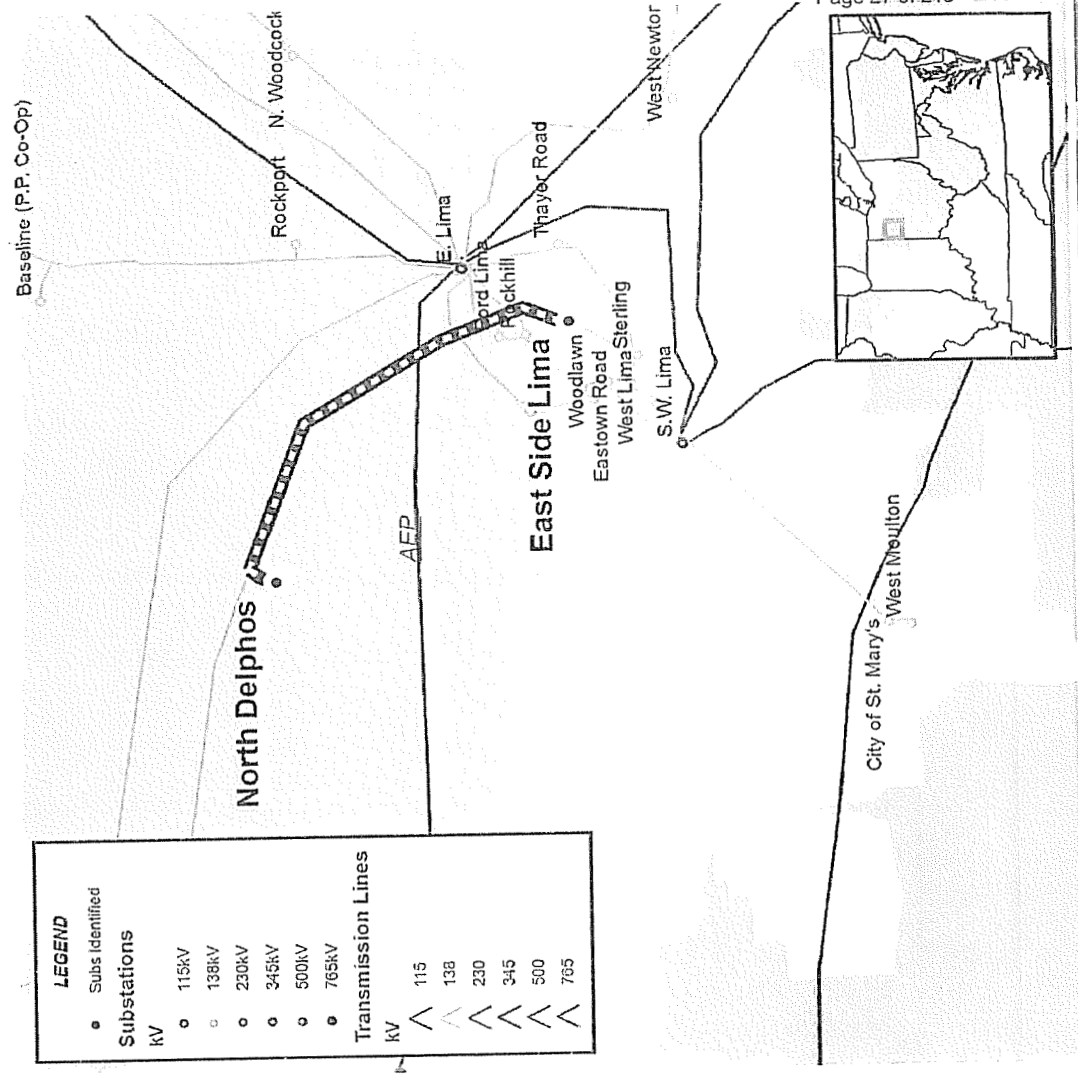 LEGEND
Subs Identified
Substations
kV
115kV
138kV
230kV
345kV
500kV
765kV
Transmission Lines
kV
115
138
230
345
500
765
Baseline (P.P. Co-Op)
Rockport
N. Woodcock
E. Lima
Thayer Road
West Newton
North Delphos
AEP
East Side Lima
Woodlawn
Eastown Road
West Lima
Sterling
S.W. Lima
City of St. Mary's
West Moulton